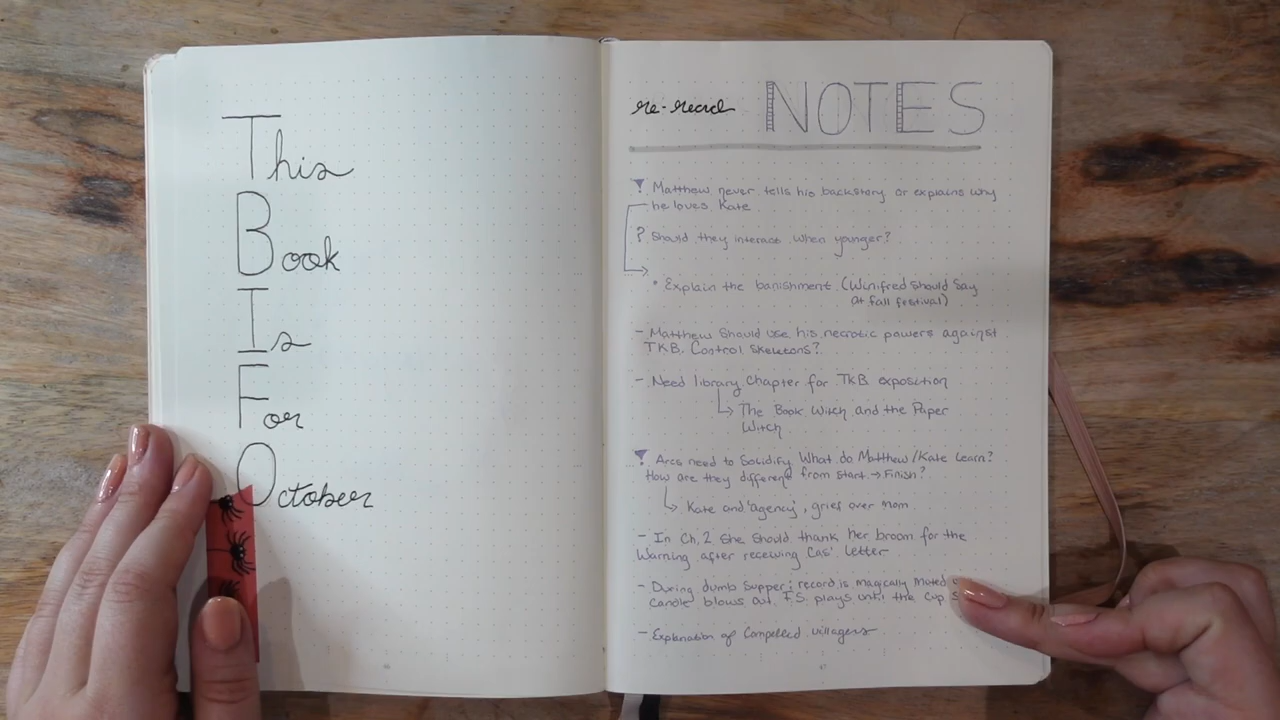 This
Book
Is
For
October
re-read NOTES
! Matthew never tells his backstory or explains why
he loves Kate
? Should they interact when younger?
• Explain the banishment (Winifred should say
at fall festival)
- Matthew should use his necrotic powers against
TKB. Control skeletons?
- Need library chapter for TKB exposition
The Book Witch and the Paper
Witch
! Arcs need to solidify. What do Matthew/Kate learn?
How are they different from start → finish?
Kate and 'agency', grief over mom
- In Ch. 2 she should thank her broom for the
warning after receiving Cas' letter
- During dumb supper: record is magically muted
candle blows out. F.S. plays until the cup
- Explanation of compelled villagers